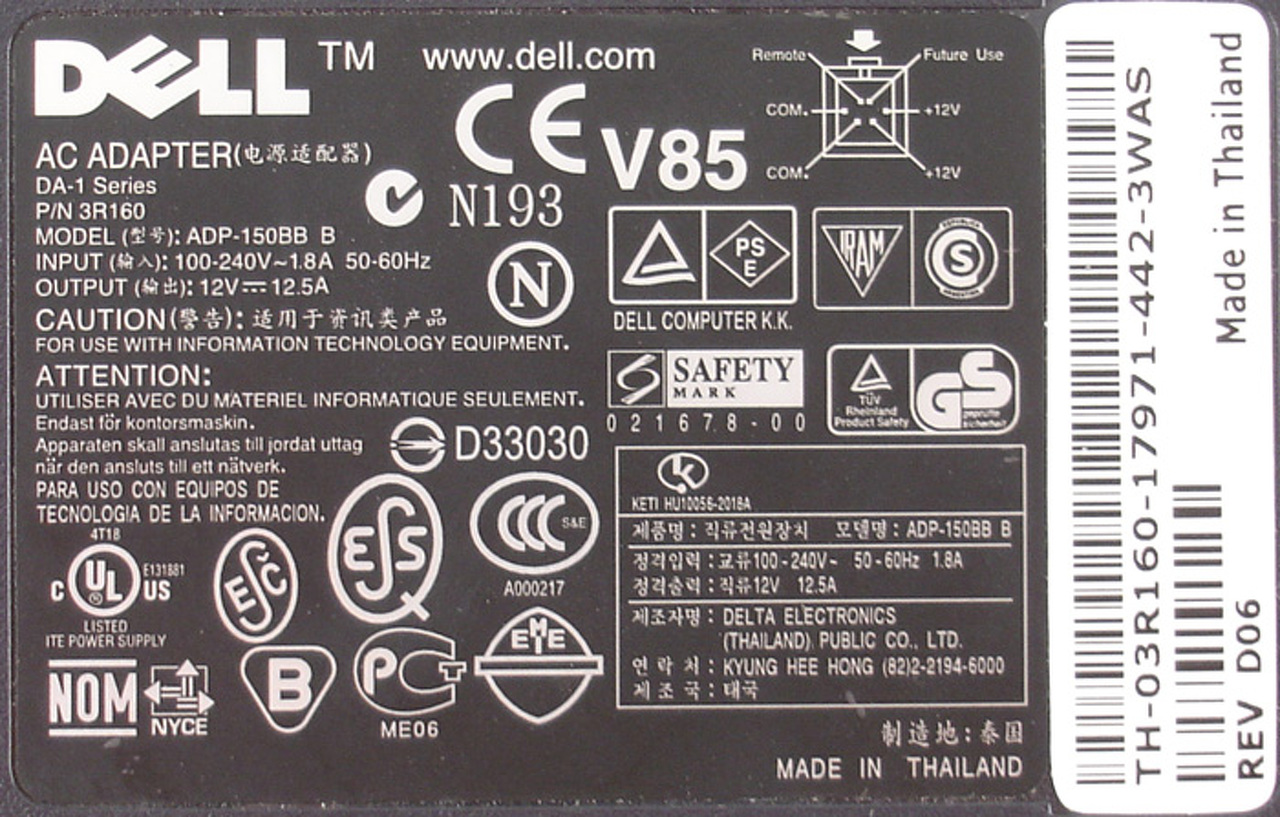 DELL TM www.dell.com
Remote Future Use
COM. +12V
COM. +12V
AC ADAPTER(电源适配器)
DA-1 Series
P/N 3R160
MODEL (型号): ADP-150BB B
INPUT (输入): 100-240V~1.8A 50-60Hz
OUTPUT (输出): 12V⎓12.5A
CAUTION(警告): 适用于资讯类产品
FOR USE WITH INFORMATION TECHNOLOGY EQUIPMENT.
ATTENTION:
UTILISER AVEC DU MATERIEL INFORMATIQUE SEULEMENT.
Endast för kontorsmaskin.
Apparaten skall anslutas till jordat uttag
när den ansluts till ett nätverk.
PARA USO CON EQUIPOS DE
TECNOLOGIA DE LA INFORMACION.
CE
V85
N193
N
PS
E
IRAM
S
DELL COMPUTER K.K.
SAFETY
MARK
021678-00
TÜV
Rheinland
Product Safety
GS
geprüfte
sicherheit
D33030
4T18
C UL US
E131881
LISTED
ITE POWER SUPPLY
ESC
ESQ
CCC S&E
A000217
NOM
NYCE
B
PCT
ME06
EMEE
K
KETI HU10056-2018A
제품명 : 직류전원장치 모델명 : ADP-150BB B
정격입력 : 교류100-240V~ 50-60Hz 1.8A
정격출력 : 직류12V 12.5A
제조자명 : DELTA ELECTRONICS
(THAILAND) PUBLIC CO., LTD.
연 락 처 : KYUNG HEE HONG (82)2-2194-6000
제 조 국 : 태국
制造地: 泰国
MADE IN THAILAND
TH-03R160-17971-442-3WAS
REV D06
Made in Thailand